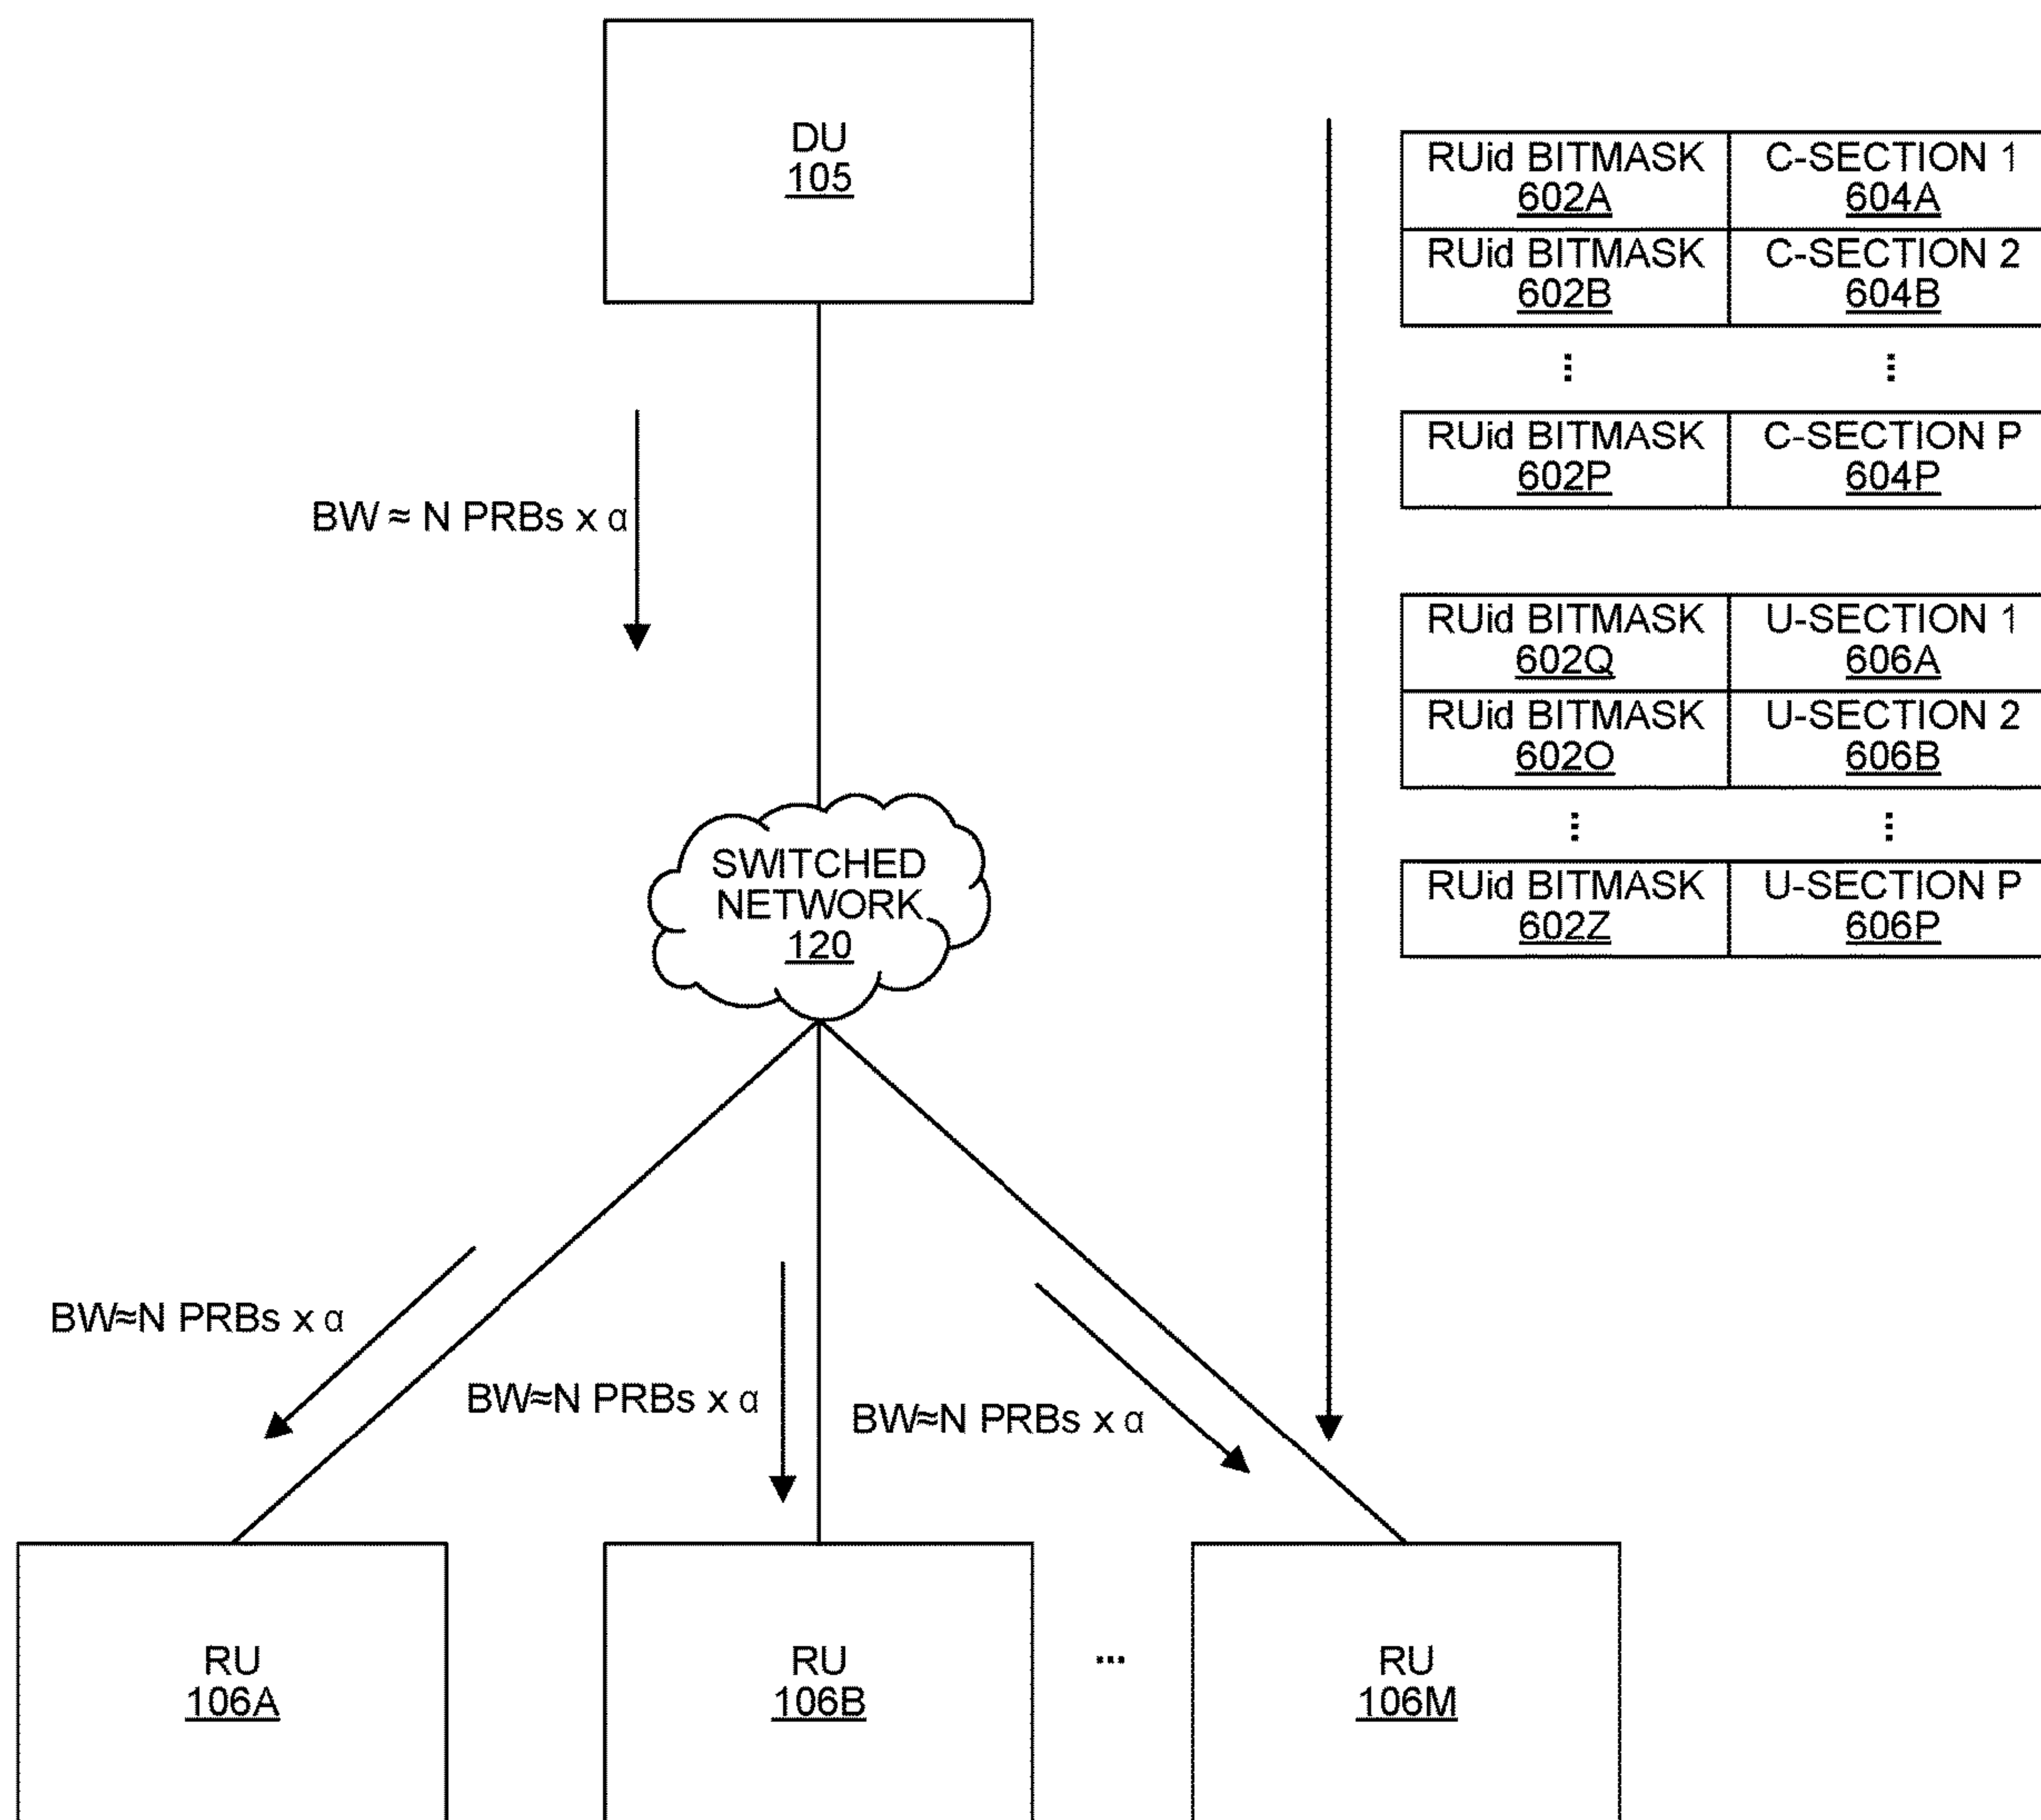 DU
105
RUid BITMASK C-SECTION 1
602A 604A
RUid BITMASK C-SECTION 2
602B 604B
⋮ ⋮
RUid BITMASK C-SECTION P
602P 604P
BW ≈ N PRBs x α
RUid BITMASK U-SECTION 1
602Q 606A
RUid BITMASK U-SECTION 2
602O 606B
⋮ ⋮
RUid BITMASK U-SECTION P
602Z 606P
SWITCHED
NETWORK
120
BW≈N PRBs x α
BW≈N PRBs x α
BW≈N PRBs x α
RU
106A
RU
106B
...
RU
106M